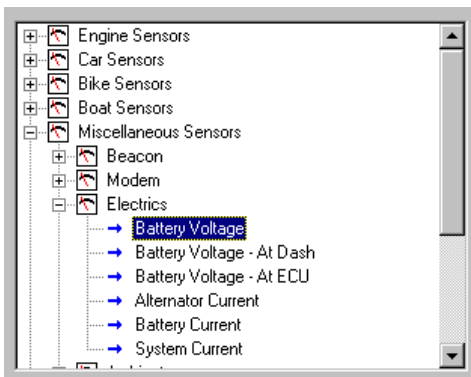 Engine Sensors
Car Sensors
Bike Sensors
Boat Sensors
Miscellaneous Sensors
Beacon
Modem
Electrics
Battery Voltage
Battery Voltage - At Dash
Battery Voltage - At ECU
Alternator Current
Battery Current
System Current